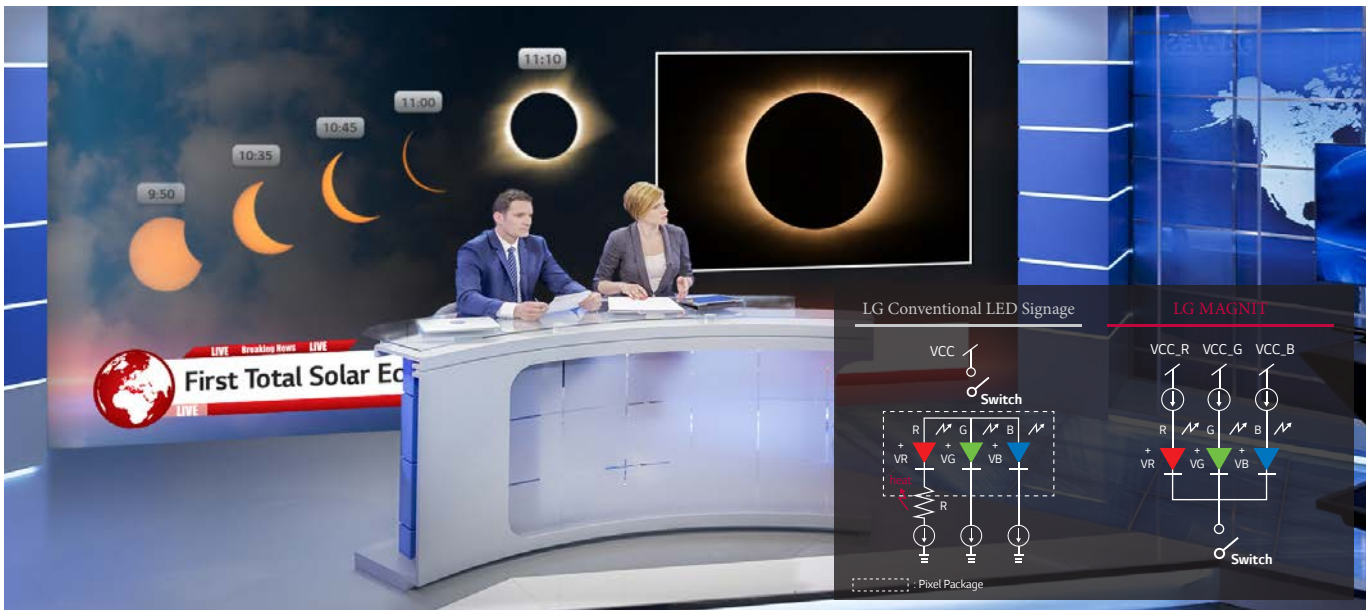 11:10
11:00
10:45
10:35
9:50
LIVE Breaking News LIVE
First Total Solar Ec
LIVE
LG Conventional LED Signage
VCC
Switch
R G B
+ + +
VR VG VB
heat
R
: Pixel Package
LG MAGNIT
VCC_R VCC_G VCC_B
R G B
+ + +
VR VG VB
Switch